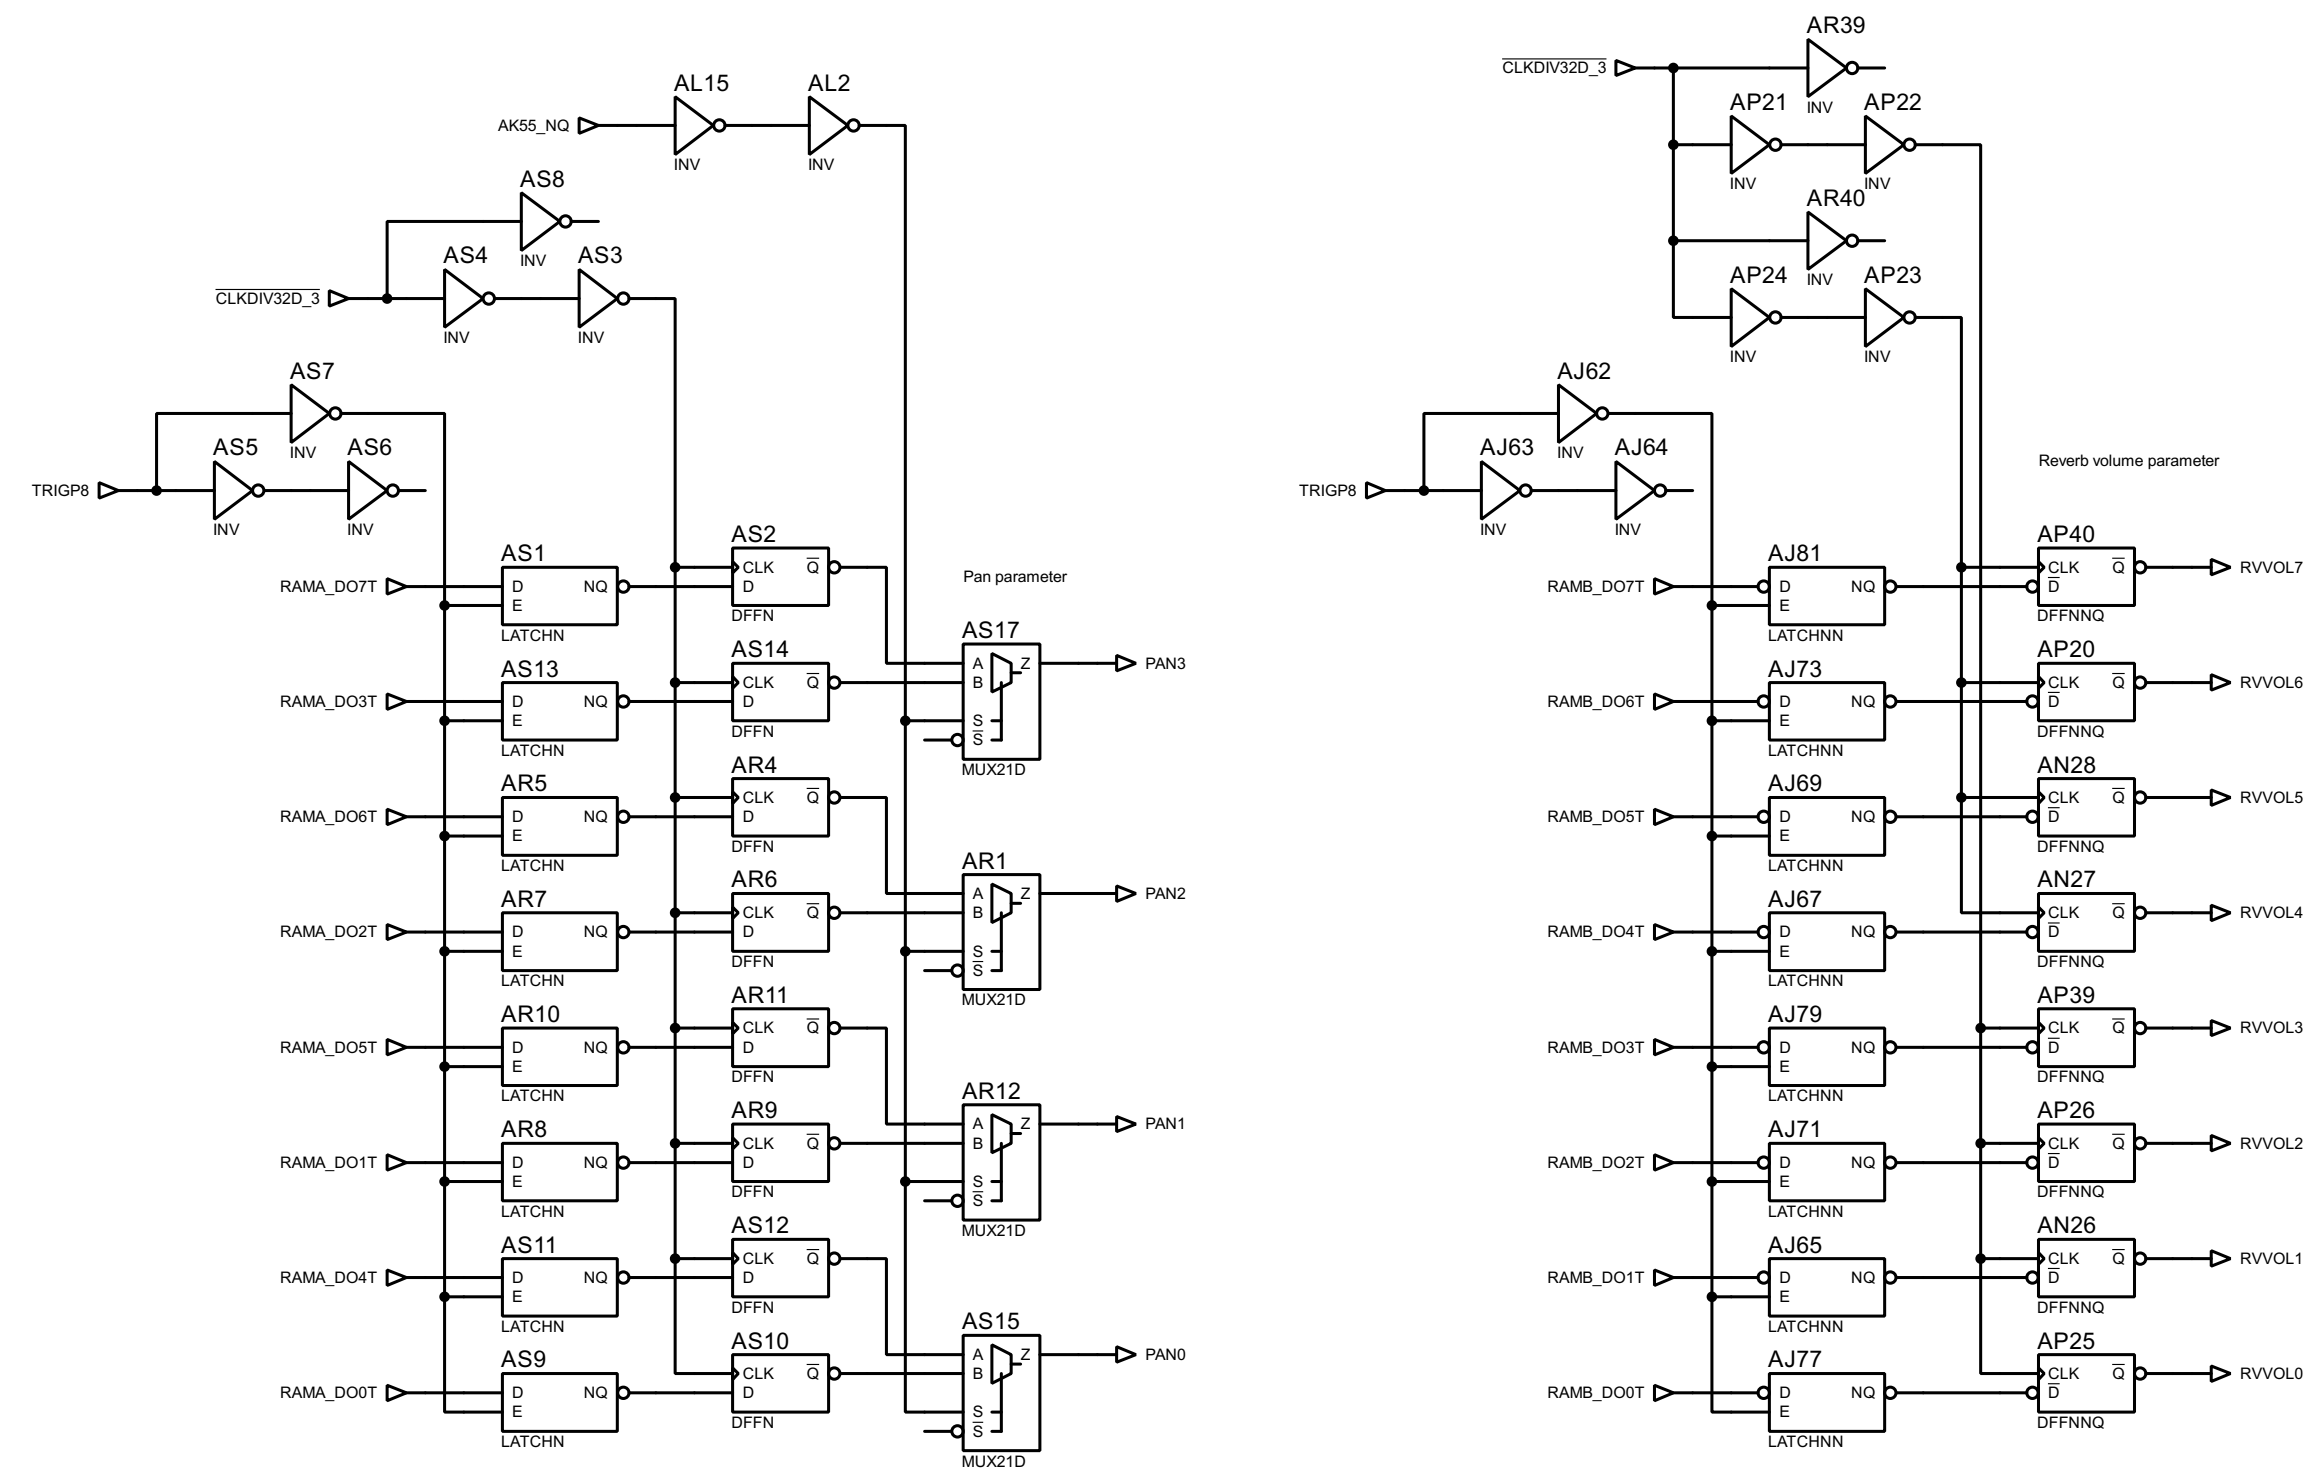 AK55_NQ
AL15
INV
AL2
INV
AS8
INV
CLKDIV32D_3
AS4
INV
AS3
INV
AS7
INV
TRIGP8
AS5
INV
AS6
INV
Pan parameter
RAMA_DO7T
AS1
D NQ
E
LATCHN
AS2
CLK Q
D
DFFN
RAMA_DO3T
AS13
D NQ
E
LATCHN
AS14
CLK Q
D
DFFN
AS17
A Z
B
S
S
MUX21D
PAN3
RAMA_DO6T
AR5
D NQ
E
LATCHN
AR4
CLK Q
D
DFFN
RAMA_DO2T
AR7
D NQ
E
LATCHN
AR6
CLK Q
D
DFFN
AR1
A Z
B
S
S
MUX21D
PAN2
RAMA_DO5T
AR10
D NQ
E
LATCHN
AR11
CLK Q
D
DFFN
RAMA_DO1T
AR8
D NQ
E
LATCHN
AR9
CLK Q
D
DFFN
AR12
A Z
B
S
S
MUX21D
PAN1
RAMA_DO4T
AS11
D NQ
E
LATCHN
AS12
CLK Q
D
DFFN
RAMA_DO0T
AS9
D NQ
E
LATCHN
AS10
CLK Q
D
DFFN
AS15
A Z
B
S
S
MUX21D
PAN0
CLKDIV32D_3
AR39
INV
AP21
INV
AP22
INV
AR40
INV
AP24
INV
AP23
INV
AJ62
INV
TRIGP8
AJ63
INV
AJ64
INV
Reverb volume parameter
RAMB_DO7T
AJ81
D NQ
E
LATCHNN
AP40
CLK Q
D
DFFNNQ
RVVOL7
RAMB_DO6T
AJ73
D NQ
E
LATCHNN
AP20
CLK Q
D
DFFNNQ
RVVOL6
RAMB_DO5T
AJ69
D NQ
E
LATCHNN
AN28
CLK Q
D
DFFNNQ
RVVOL5
RAMB_DO4T
AJ67
D NQ
E
LATCHNN
AN27
CLK Q
D
DFFNNQ
RVVOL4
RAMB_DO3T
AJ79
D NQ
E
LATCHNN
AP39
CLK Q
D
DFFNNQ
RVVOL3
RAMB_DO2T
AJ71
D NQ
E
LATCHNN
AP26
CLK Q
D
DFFNNQ
RVVOL2
RAMB_DO1T
AJ65
D NQ
E
LATCHNN
AN26
CLK Q
D
DFFNNQ
RVVOL1
RAMB_DO0T
AJ77
D NQ
E
LATCHNN
AP25
CLK Q
D
DFFNNQ
RVVOL0